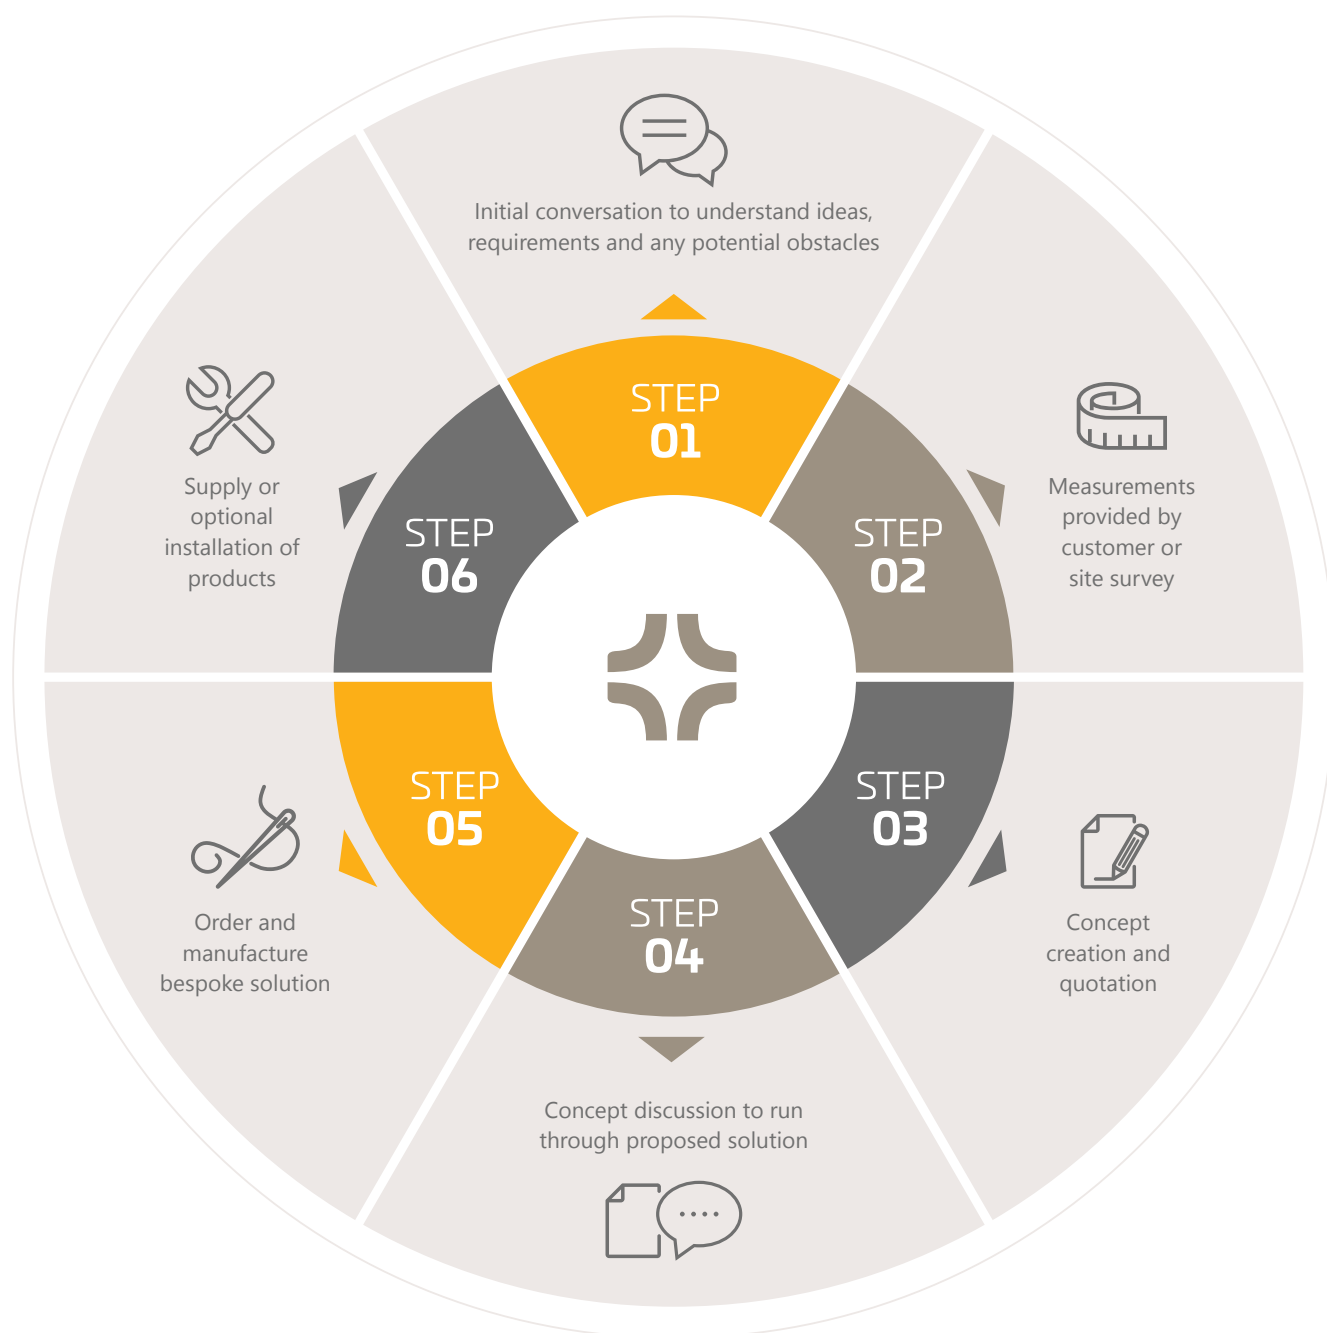 Initial conversation to understand ideas,
requirements and any potential obstacles
STEP
01
Measurements
provided by
customer or
site survey
STEP
02
Concept
creation and
quotation
STEP
03
Concept discussion to run
through proposed solution
STEP
04
Order and
manufacture
bespoke solution
STEP
05
Supply or
optional
installation of
products
STEP
06